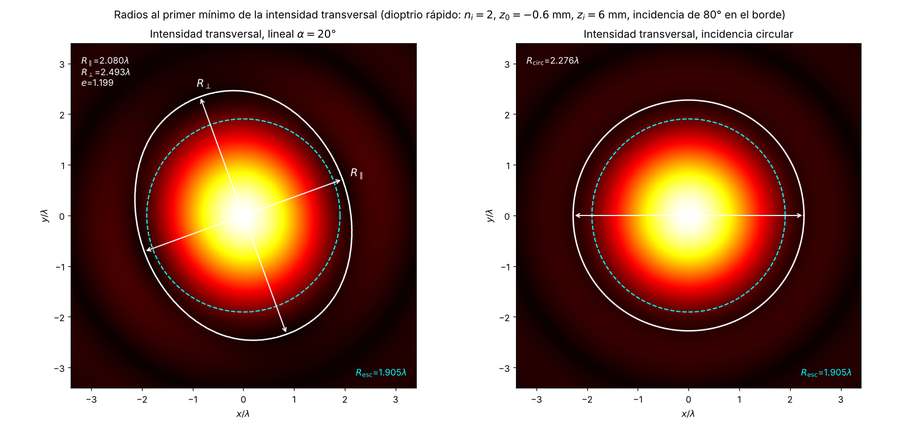 Radios al primer mínimo de la intensidad transversal (dioptrio rápido: nᵢ = 2, z₀ = −0.6 mm, zᵢ = 6 mm, incidencia de 80° en el borde)
Intensidad transversal, lineal α = 20°
R∥=2.080λ
R⊥=2.493λ
e=1.199
R⊥
R∥
R_esc=1.905λ
3
2
1
0
−1
−2
−3
y/λ
−3 −2 −1 0 1 2 3
x/λ
Intensidad transversal, incidencia circular
R_circ=2.276λ
R_esc=1.905λ
3
2
1
0
−1
−2
−3
y/λ
−3 −2 −1 0 1 2 3
x/λ